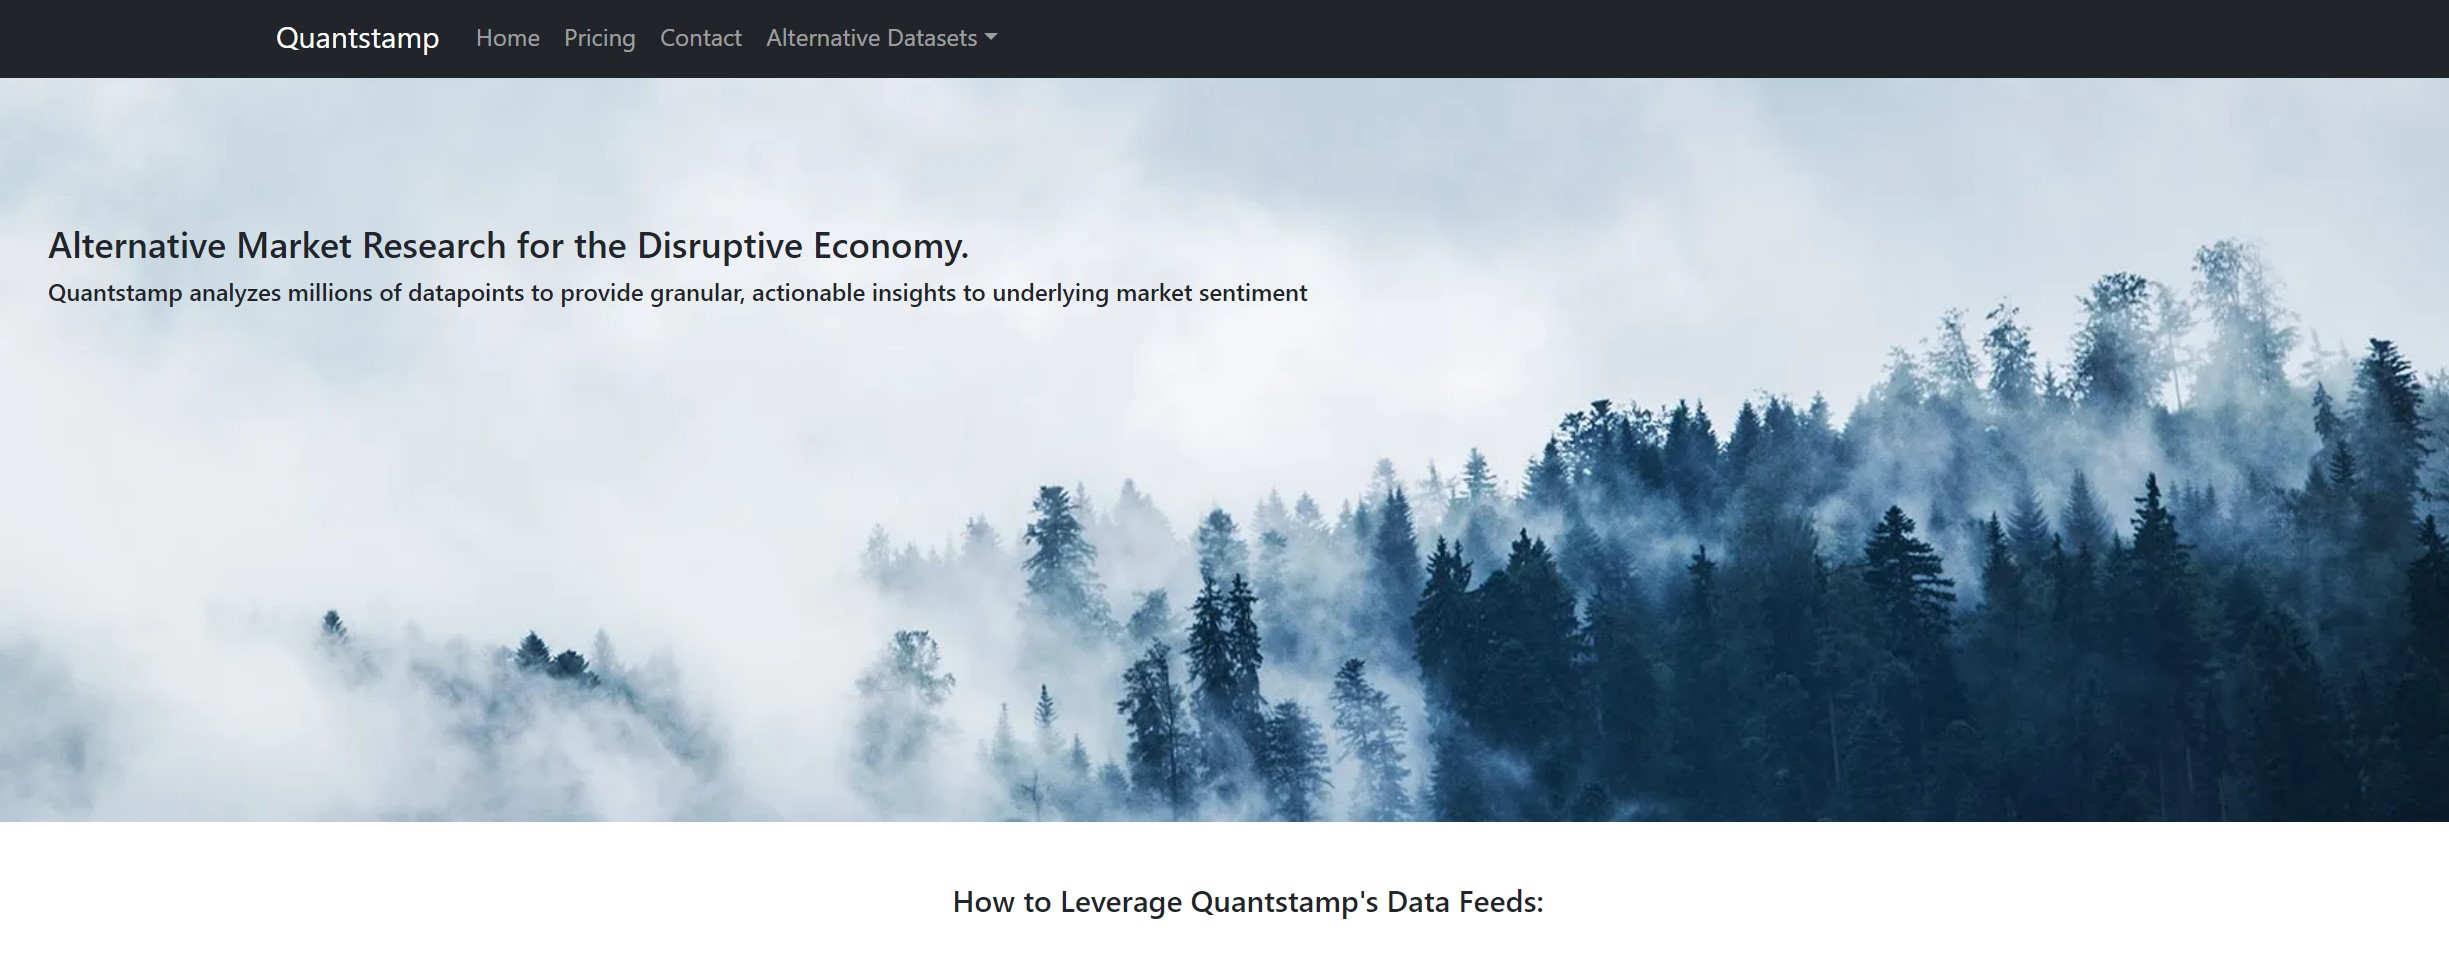 Quantstamp Home Pricing Contact Alternative Datasets
Alternative Market Research for the Disruptive Economy.
Quantstamp analyzes millions of datapoints to provide granular, actionable insights to underlying market sentiment
How to Leverage Quantstamp's Data Feeds: